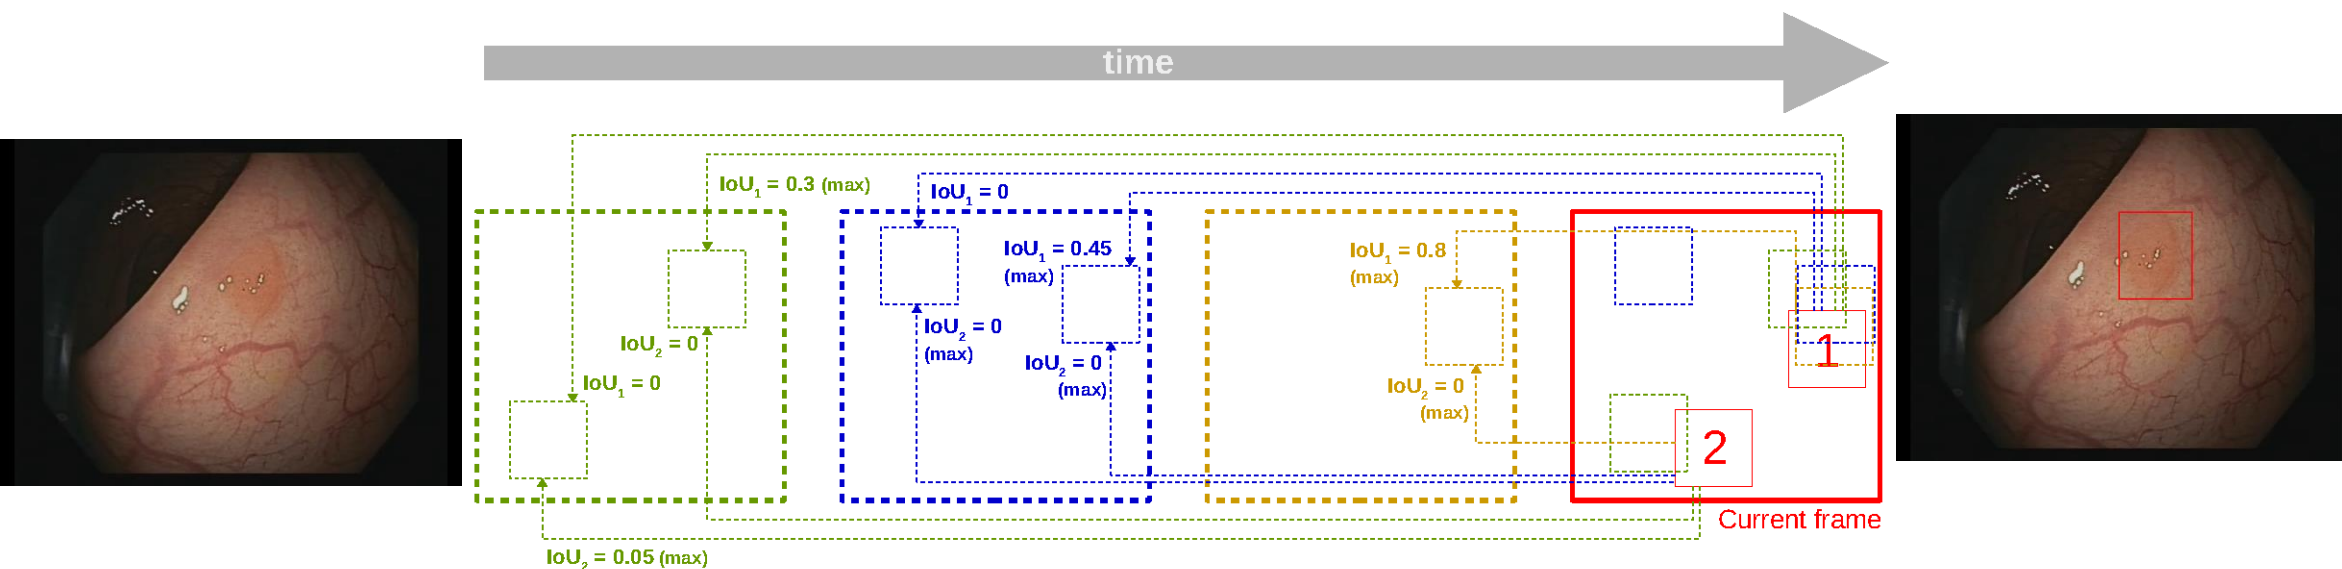 time
IoU₁ = 0.3 (max)
IoU₂ = 0
IoU₁ = 0
IoU₂ = 0.05 (max)
IoU₁ = 0
IoU₁ = 0.45
(max)
IoU₂ = 0
(max)
IoU₂ = 0
(max)
IoU₁ = 0.8
(max)
IoU₂ = 0
(max)
1
2
Current frame